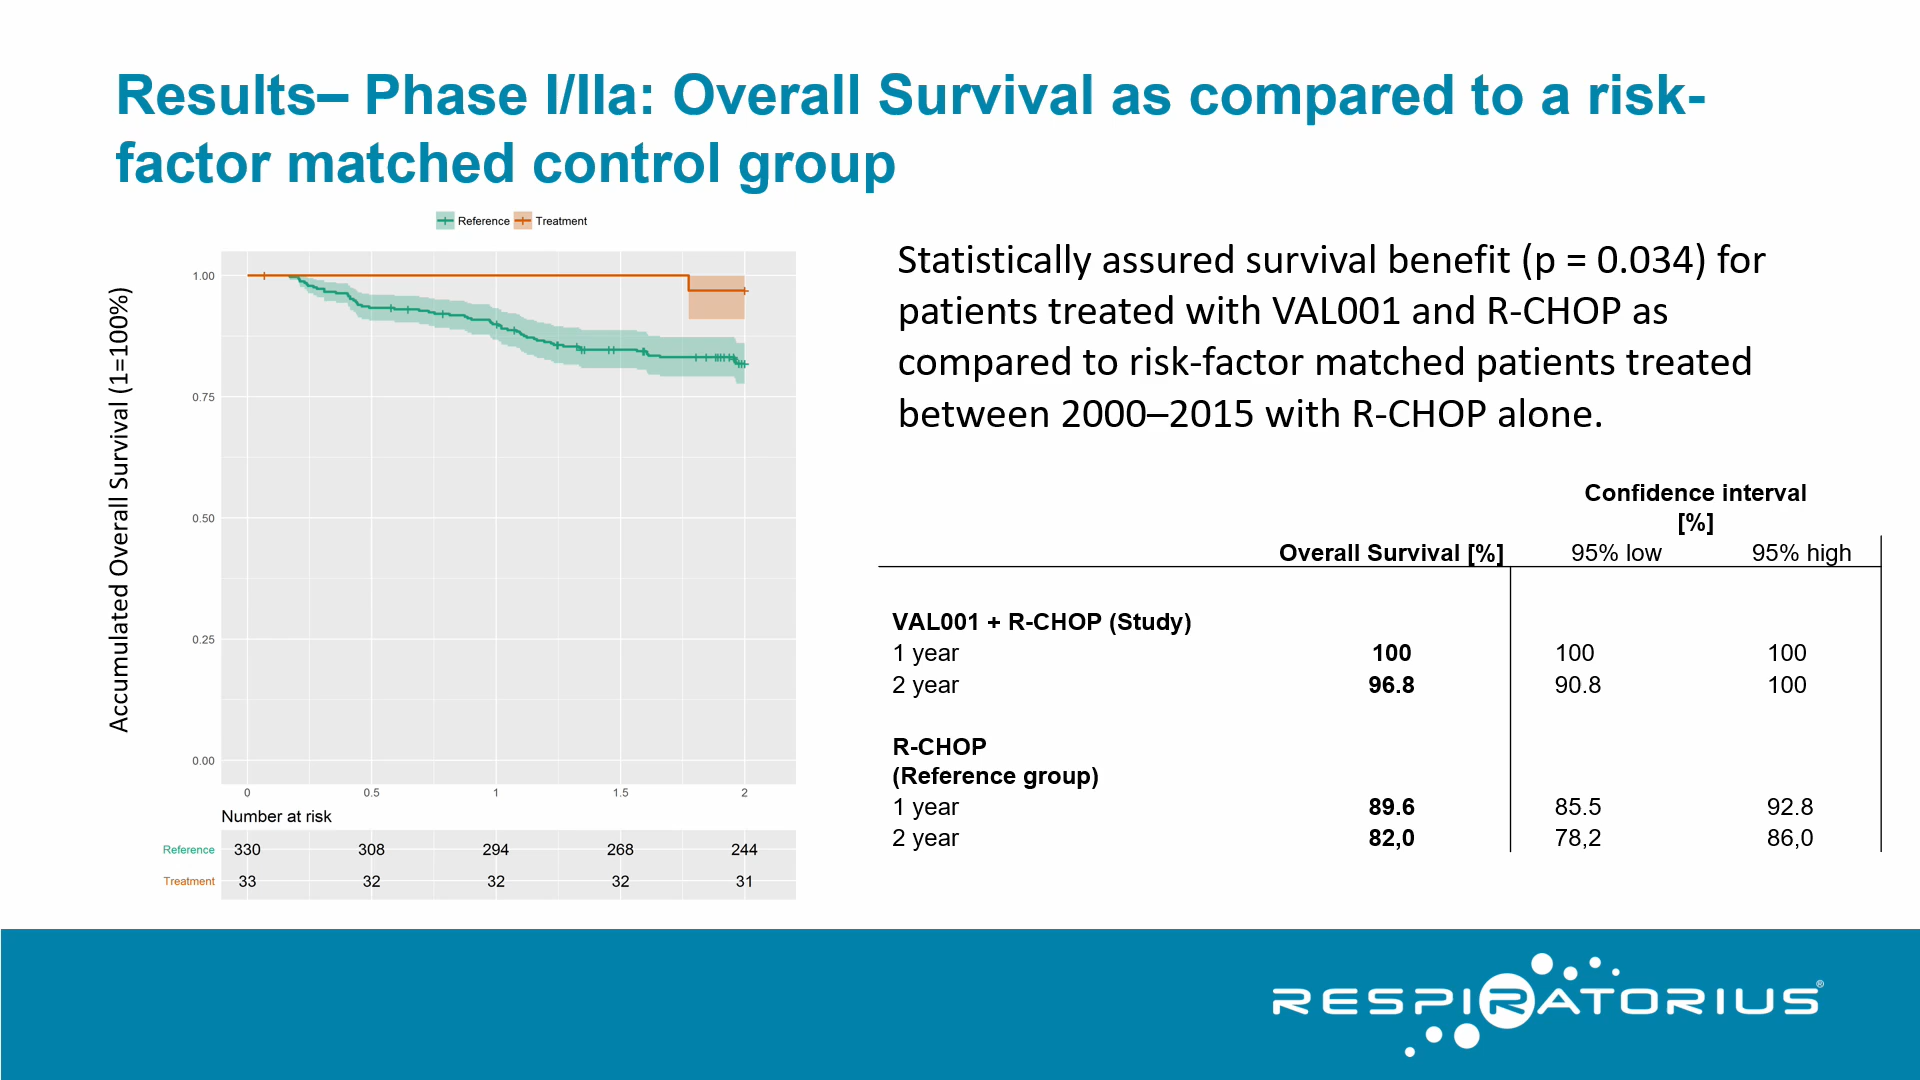 Results– Phase I/IIa: Overall Survival as compared to a risk-
factor matched control group
Reference Treatment
Accumulated Overall Survival (1=100%)
1.00
0.75
0.50
0.25
0.00
0 0.5 1 1.5 2
Number at risk
Reference 330 308 294 268 244
Treatment 33 32 32 32 31
Statistically assured survival benefit (p = 0.034) for
patients treated with VAL001 and R-CHOP as
compared to risk-factor matched patients treated
between 2000–2015 with R-CHOP alone.
Confidence interval
[%]
Overall Survival [%] 95% low 95% high
VAL001 + R-CHOP (Study)
1 year 100 100 100
2 year 96.8 90.8 100
R-CHOP
(Reference group)
1 year 89.6 85.5 92.8
2 year 82,0 78,2 86,0
RESPIRATORIUS®